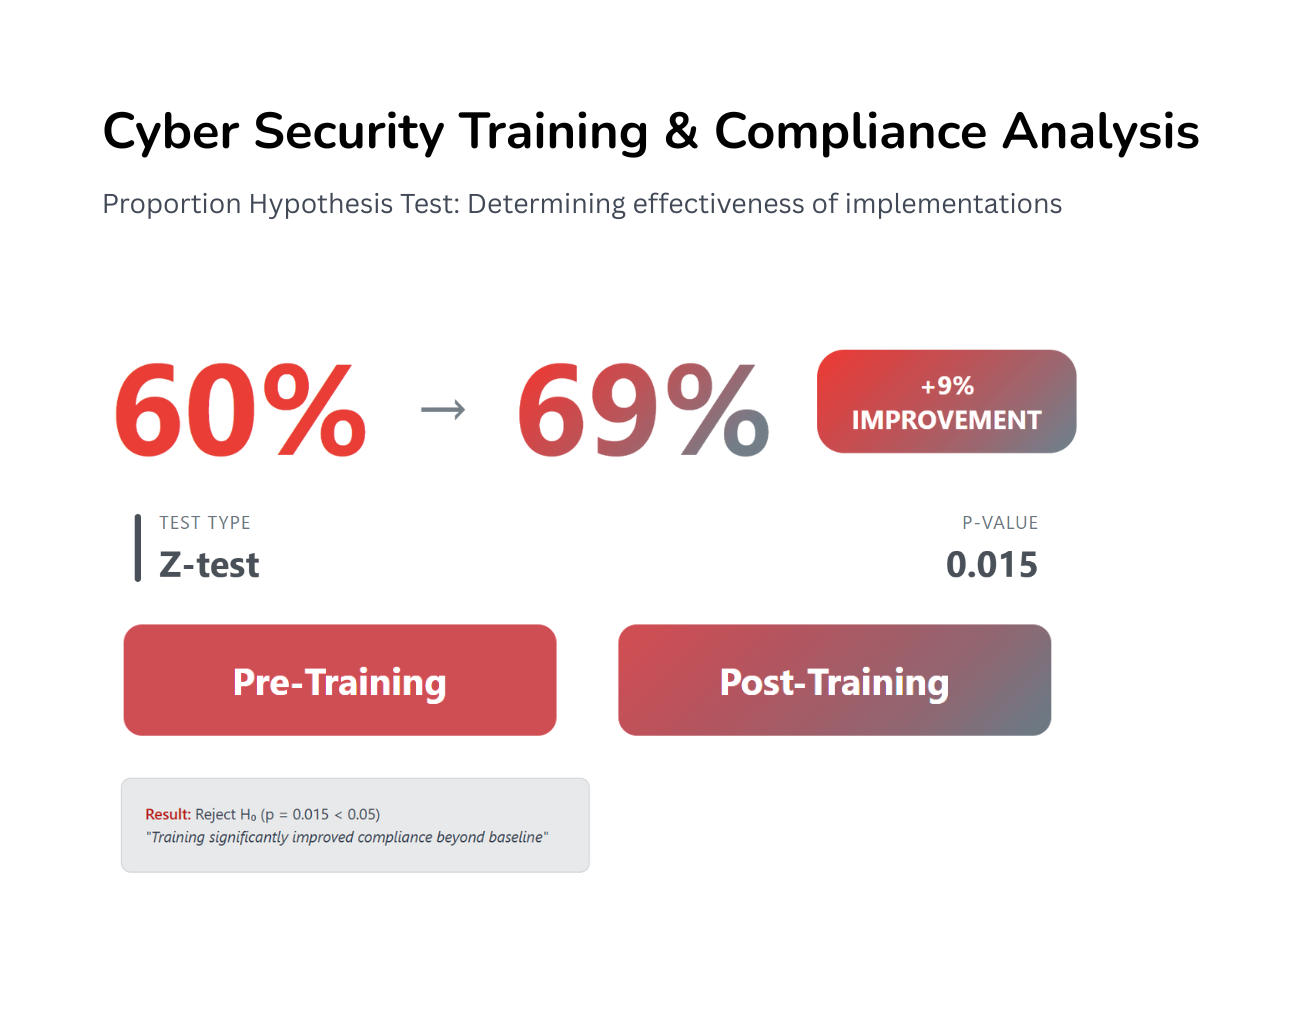 Cyber Security Training & Compliance Analysis
Proportion Hypothesis Test: Determining effectiveness of implementations
60% → 69%
+9%
IMPROVEMENT
TEST TYPE
Z-test
P-VALUE
0.015
Pre-Training
Post-Training
Result: Reject H₀ (p = 0.015 < 0.05)
"Training significantly improved compliance beyond baseline"